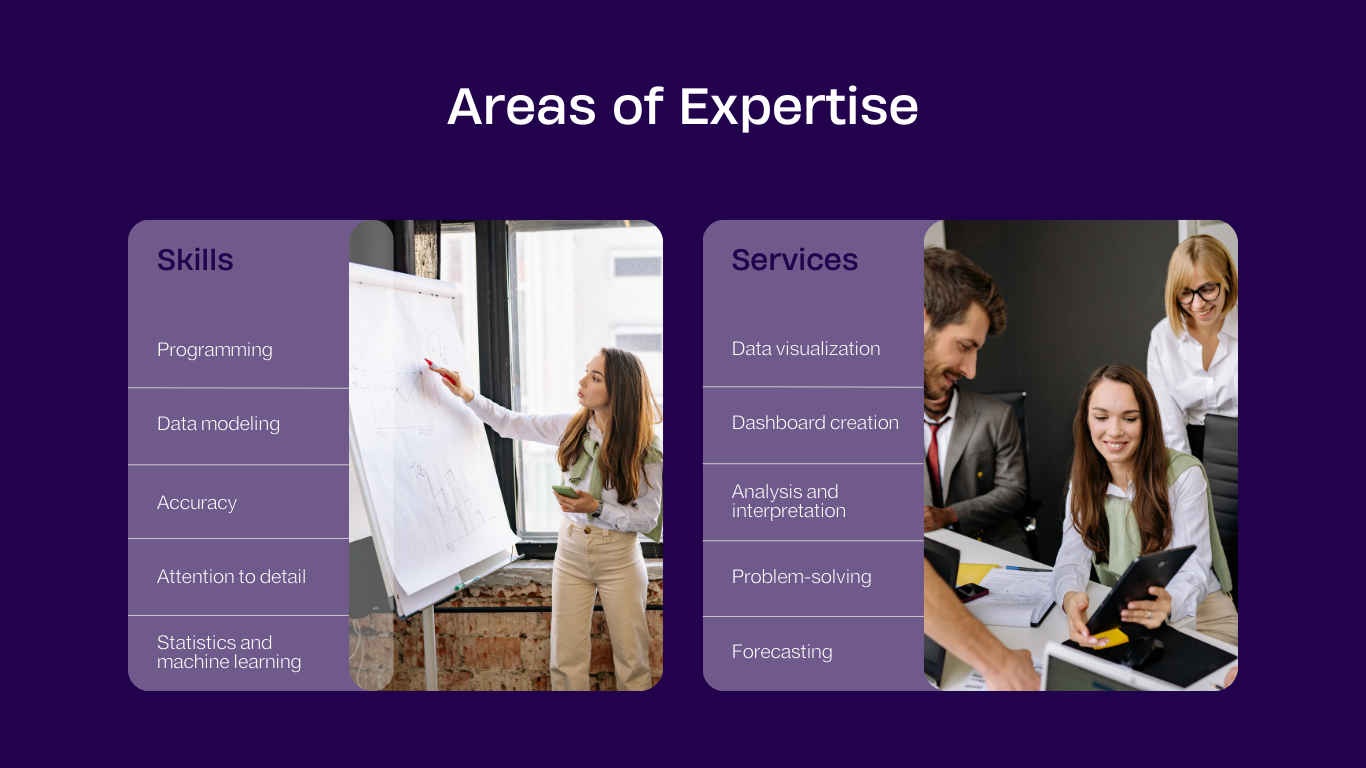 Areas of Expertise
Skills
Programming
Data modeling
Accuracy
Attention to detail
Statistics and
machine learning
Services
Data visualization
Dashboard creation
Analysis and
interpretation
Problem-solving
Forecasting